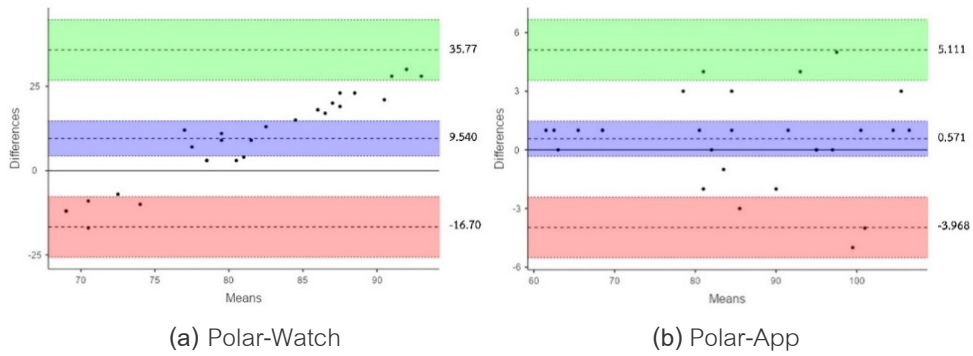 35.77
25
9.540
0
-16.70
-25
70 75 80 85 90
Differences
Means
(a) Polar-Watch
6
5.111
3
0.571
0
-3
-3.968
-6
60 70 80 90 100
Differences
Means
(b) Polar-App